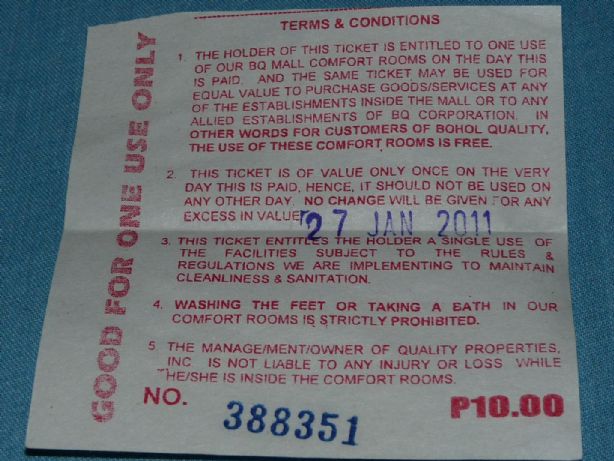 GOOD FOR ONE USE ONLY
TERMS & CONDITIONS
1. THE HOLDER OF THIS TICKET IS ENTITLED TO ONE USE
OF OUR BQ MALL COMFORT ROOMS ON THE DAY THIS
IS PAID. AND THE SAME TICKET MAY BE USED FOR
EQUAL VALUE TO PURCHASE GOODS/SERVICES AT ANY
OF THE ESTABLISHMENTS INSIDE THE MALL OR TO ANY
ALLIED ESTABLISHMENTS OF BQ CORPORATION. IN
OTHER WORDS FOR CUSTOMERS OF BOHOL QUALITY,
THE USE OF THESE COMFORT ROOMS IS FREE.
2. THIS TICKET IS OF VALUE ONLY ONCE ON THE VERY
DAY THIS IS PAID, HENCE, IT SHOULD NOT BE USED ON
ANY OTHER DAY. NO CHANGE WILL BE GIVEN FOR ANY
EXCESS IN VALUE.
27 JAN 2011
3. THIS TICKET ENTITLES THE HOLDER A SINGLE USE OF
THE FACILITIES SUBJECT TO THE RULES &
REGULATIONS WE ARE IMPLEMENTING TO MAINTAIN
CLEANLINESS & SANITATION.
4. WASHING THE FEET OR TAKING A BATH IN OUR
COMFORT ROOMS IS STRICTLY PROHIBITED.
5. THE MANAGE/MENT/OWNER OF QUALITY PROPERTIES,
INC. IS NOT LIABLE TO ANY INJURY OR LOSS WHILE
HE/SHE IS INSIDE THE COMFORT ROOMS.
NO. 388351 P10.00